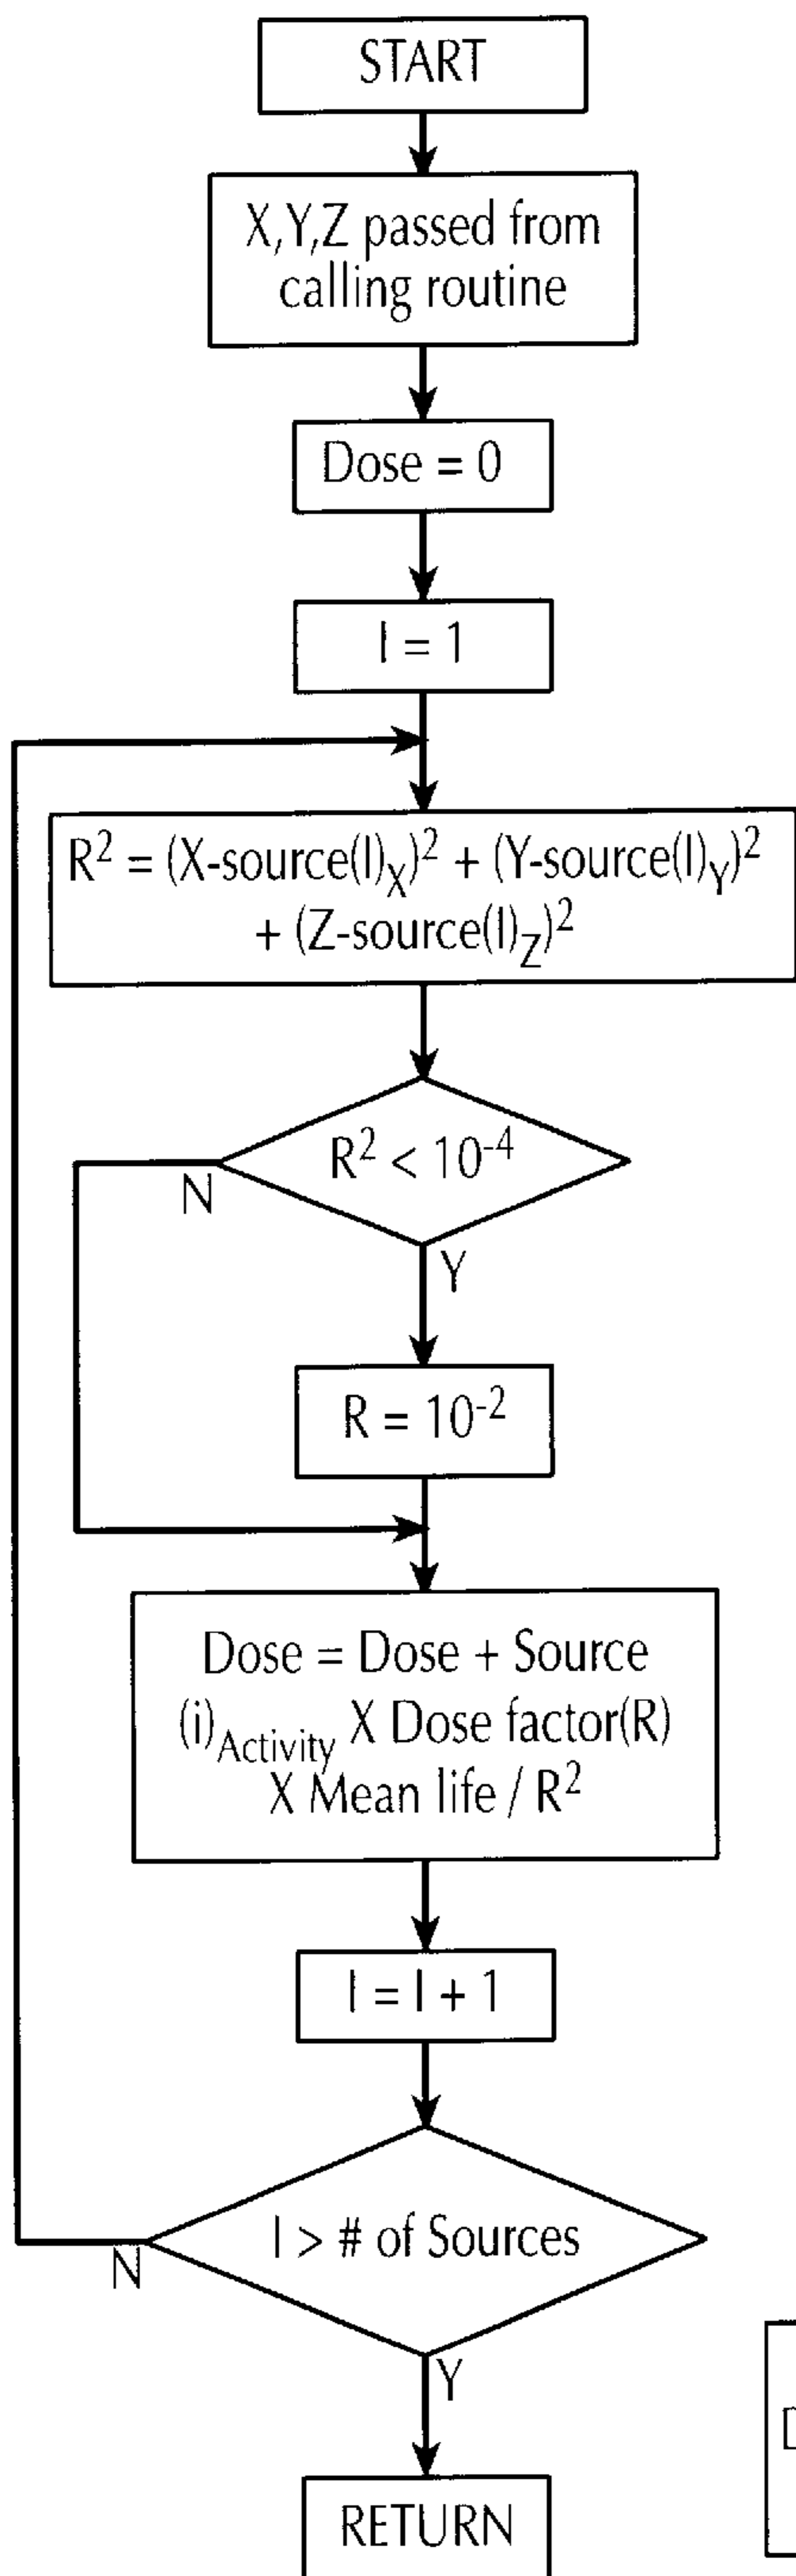 START
X,Y,Z passed from
calling routine
Dose = 0
I = 1
R² = (X-source(I)X)² + (Y-source(I)Y)²
+ (Z-source(I)Z)²
R² < 10⁻⁴
N
Y
R = 10⁻²
Dose = Dose + Source
(i)Activity X Dose factor(R)
X Mean life / R²
I = I + 1
I > # of Sources
N
Y
RETURN